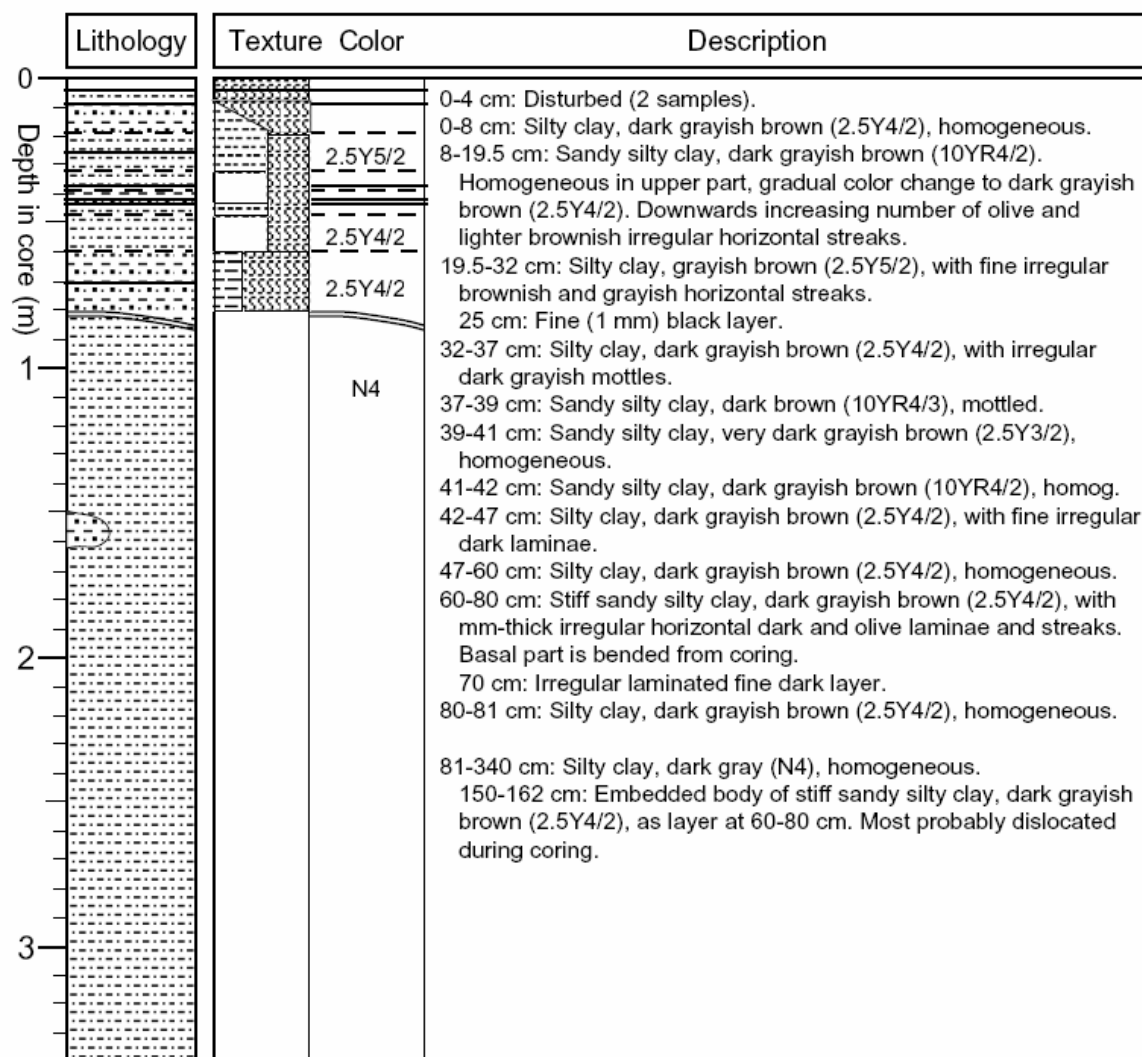 Lithology
Texture Color
Description
0
1
2
3
Depth in core (m)
2.5Y5/2
2.5Y4/2
2.5Y4/2
N4
0-4 cm: Disturbed (2 samples).
0-8 cm: Silty clay, dark grayish brown (2.5Y4/2), homogeneous.
8-19.5 cm: Sandy silty clay, dark grayish brown (10YR4/2).
Homogeneous in upper part, gradual color change to dark grayish
brown (2.5Y4/2). Downwards increasing number of olive and
lighter brownish irregular horizontal streaks.
19.5-32 cm: Silty clay, grayish brown (2.5Y5/2), with fine irregular
brownish and grayish horizontal streaks.
25 cm: Fine (1 mm) black layer.
32-37 cm: Silty clay, dark grayish brown (2.5Y4/2), with irregular
dark grayish mottles.
37-39 cm: Sandy silty clay, dark brown (10YR4/3), mottled.
39-41 cm: Sandy silty clay, very dark grayish brown (2.5Y3/2),
homogeneous.
41-42 cm: Sandy silty clay, dark grayish brown (10YR4/2), homog.
42-47 cm: Silty clay, dark grayish brown (2.5Y4/2), with fine irregular
dark laminae.
47-60 cm: Silty clay, dark grayish brown (2.5Y4/2), homogeneous.
60-80 cm: Stiff sandy silty clay, dark grayish brown (2.5Y4/2), with
mm-thick irregular horizontal dark and olive laminae and streaks.
Basal part is bended from coring.
70 cm: Irregular laminated fine dark layer.
80-81 cm: Silty clay, dark grayish brown (2.5Y4/2), homogeneous.
81-340 cm: Silty clay, dark gray (N4), homogeneous.
150-162 cm: Embedded body of stiff sandy silty clay, dark grayish
brown (2.5Y4/2), as layer at 60-80 cm. Most probably dislocated
during coring.